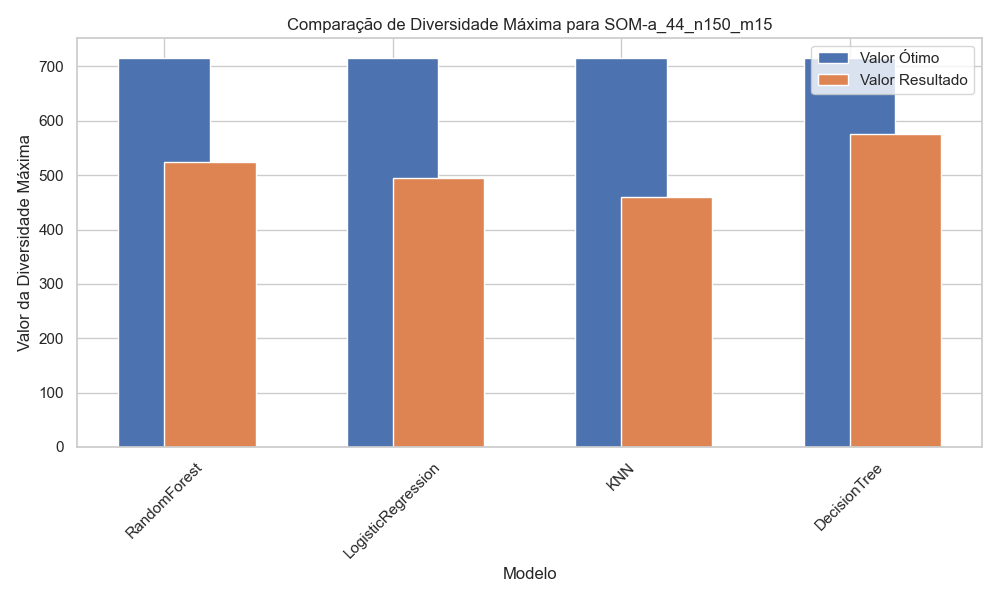 Comparação de Diversidade Máxima para SOM-a_44_n150_m15
Valor Ótimo
Valor Resultado
Valor da Diversidade Máxima
700
600
500
400
300
200
100
0
RandomForest
LogisticRegression
KNN
DecisionTree
Modelo